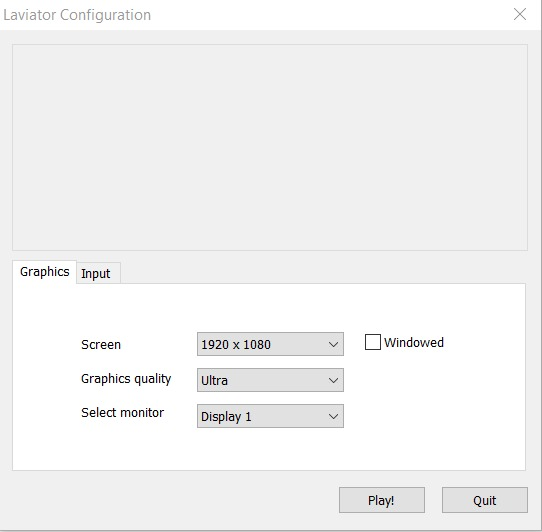 Laviator Configuration
Graphics Input
Screen 1920 x 1080 Windowed
Graphics quality Ultra
Select monitor Display 1
Play! Quit